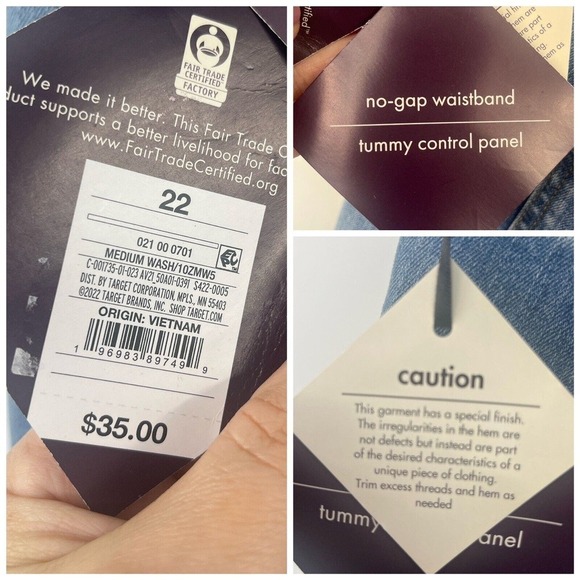 FAIR TRADE
CERTIFIED
FACTORY
We made it better. This Fair Trade C
duct supports a better livelihood for fac
www.FairTradeCertified.org
22
021 00 0701
MEDIUM WASH/10ZMW5
C-001735-01-023 AV21_50A01-0391 S422-0005
DIST. BY TARGET CORPORATION, MPLS, MN 55403
©2022 TARGET BRANDS, INC. SHOP TARGET.COM
ORIGIN: VIETNAM
1 96983 89749 9
$35.00
no-gap waistband
tummy control panel
caution
This garment has a special finish.
The irregularities in the hem are
not defects but instead are part
of the desired characteristics of a
unique piece of clothing.
Trim excess threads and hem as
needed
tummy
anel